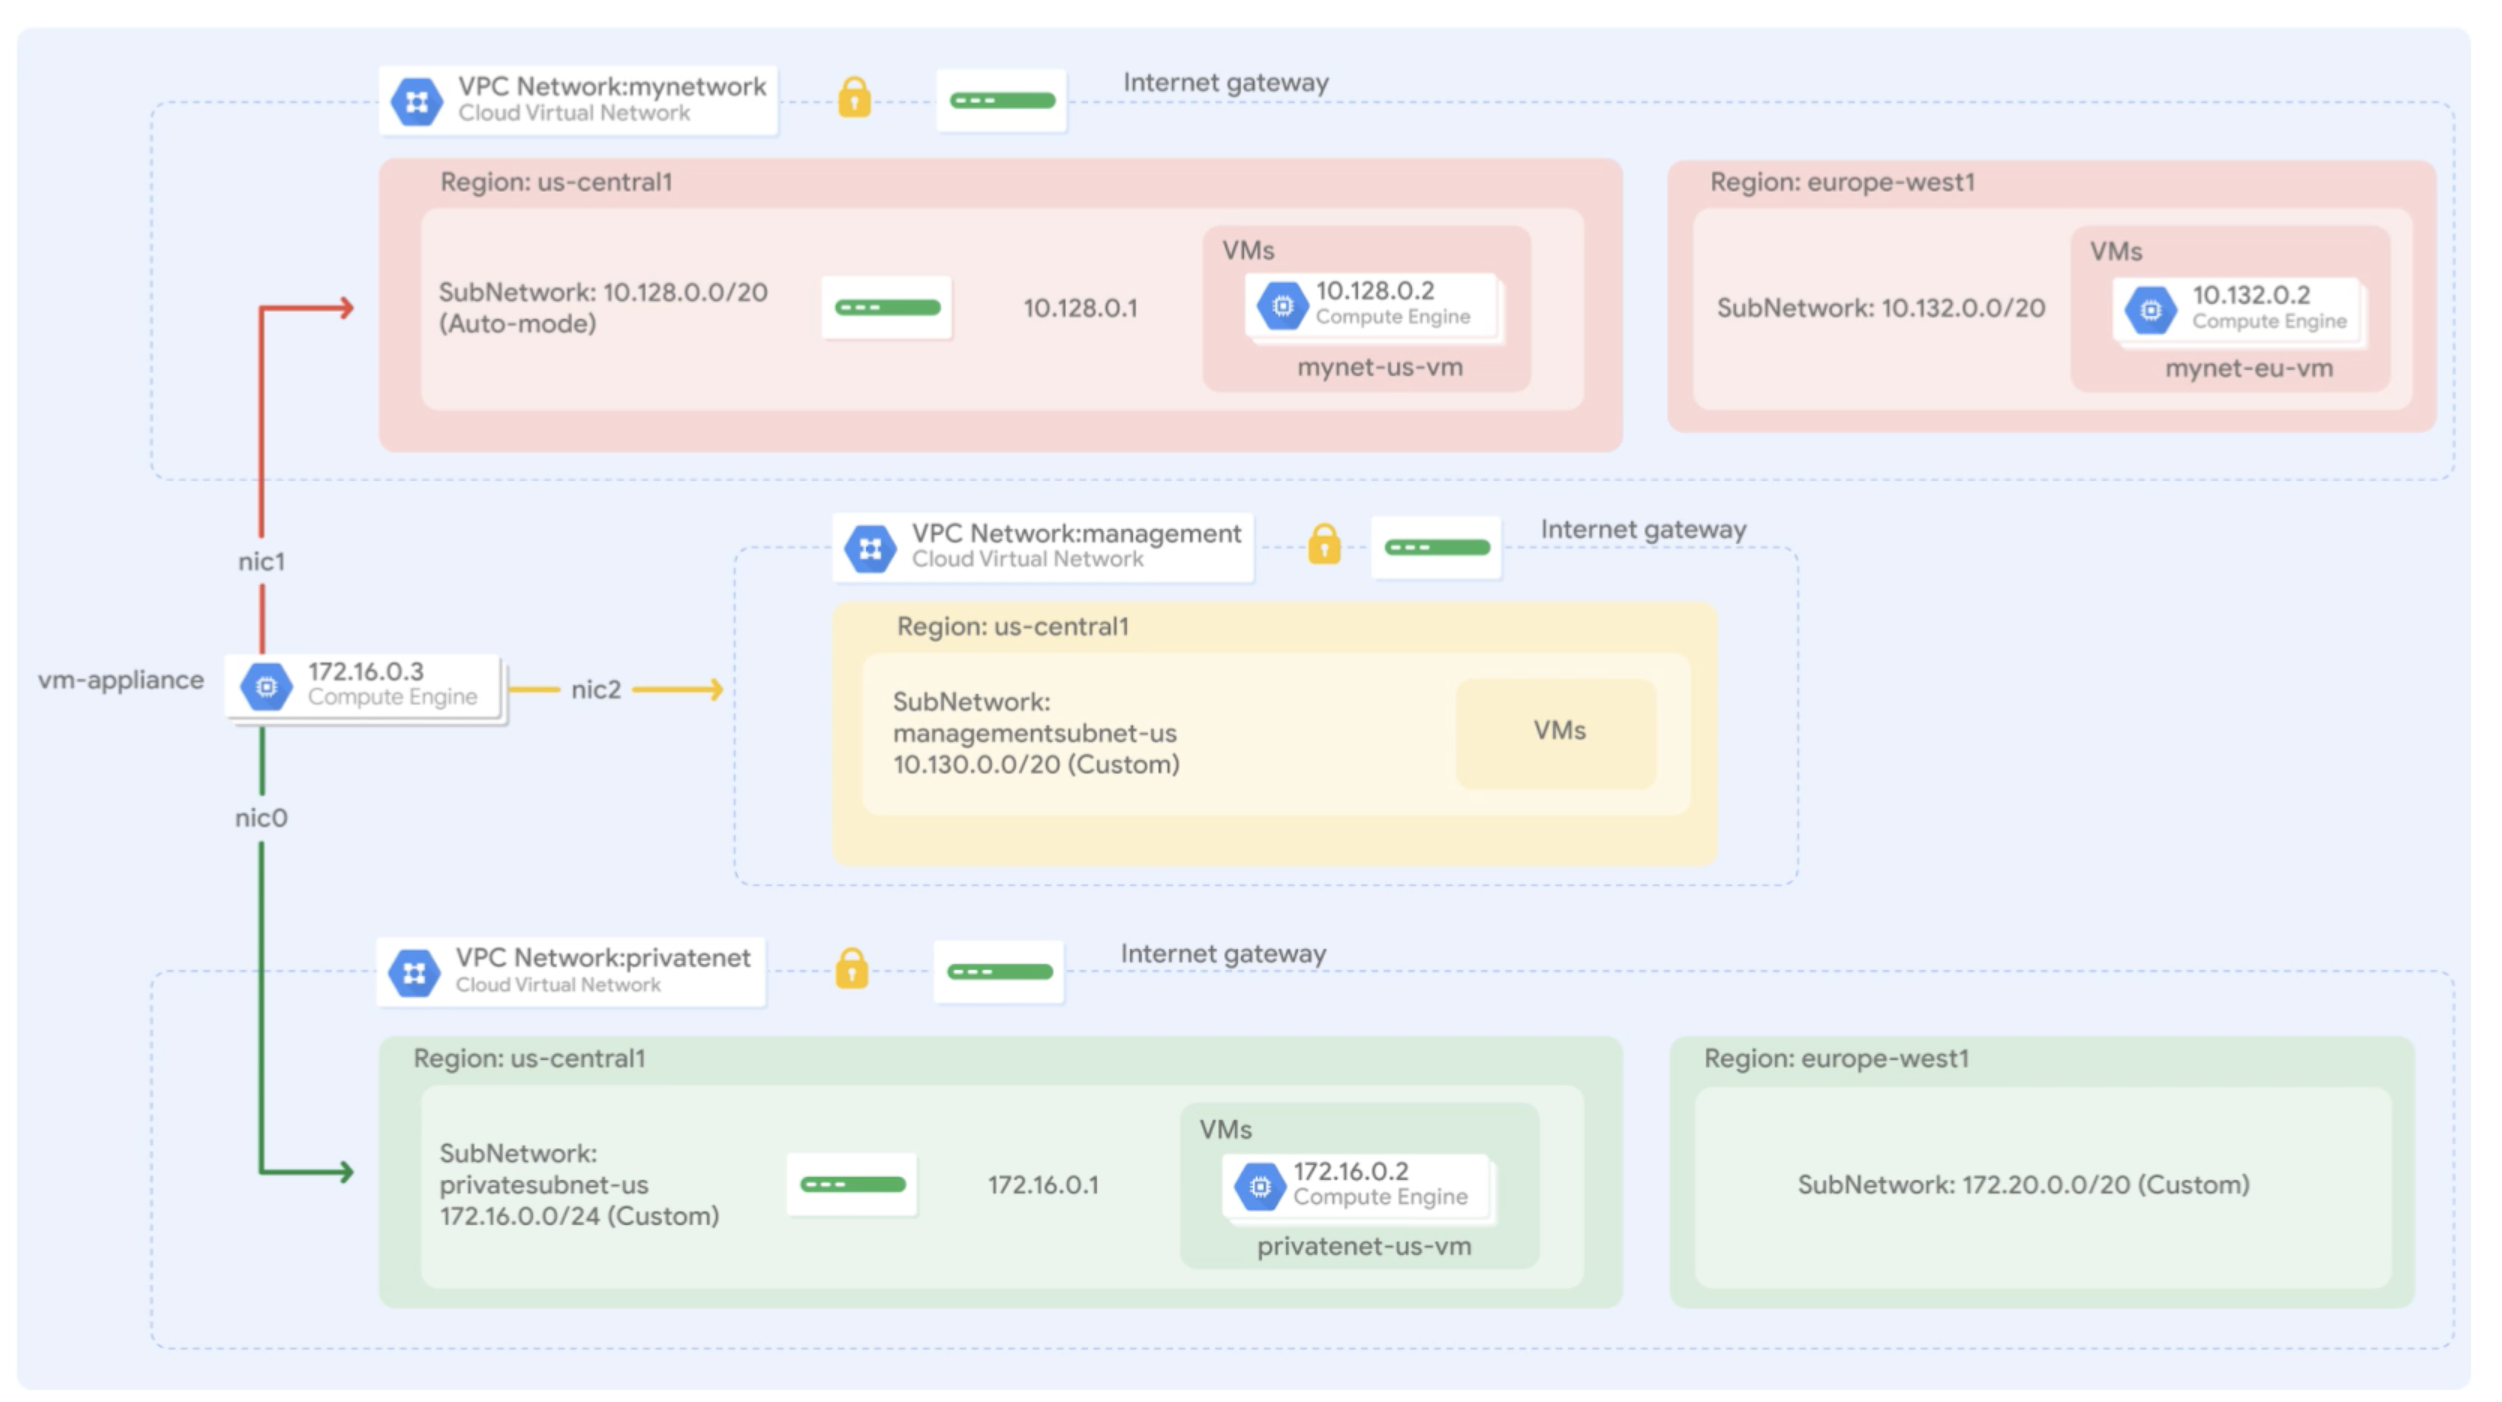 VPC Network:mynetwork
Cloud Virtual Network
Internet gateway
Region: us-central1
SubNetwork: 10.128.0.0/20
(Auto-mode)
10.128.0.1
VMs
10.128.0.2
Compute Engine
mynet-us-vm
Region: europe-west1
SubNetwork: 10.132.0.0/20
VMs
10.132.0.2
Compute Engine
mynet-eu-vm
nic1
vm-appliance
172.16.0.3
Compute Engine
nic2
nic0
VPC Network:management
Cloud Virtual Network
Internet gateway
Region: us-central1
SubNetwork:
managementsubnet-us
10.130.0.0/20 (Custom)
VMs
VPC Network:privatenet
Cloud Virtual Network
Internet gateway
Region: us-central1
SubNetwork:
privatesubnet-us
172.16.0.0/24 (Custom)
172.16.0.1
VMs
172.16.0.2
Compute Engine
privatenet-us-vm
Region: europe-west1
SubNetwork: 172.20.0.0/20 (Custom)